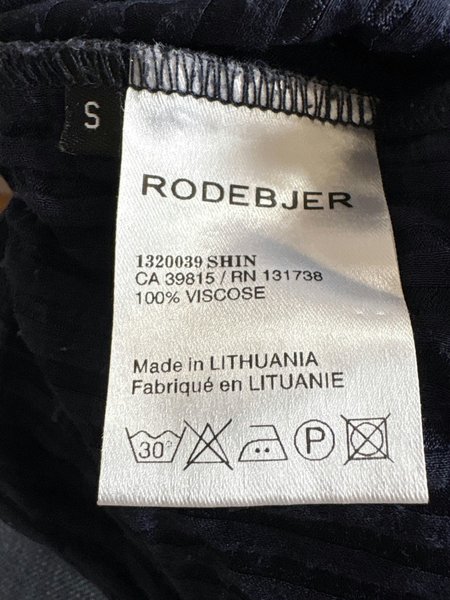 S
RODEBJER
1320039 SHIN
CA 39815 / RN 131738
100% VISCOSE
Made in LITHUANIA
Fabriqué en LITUANIE
30° P